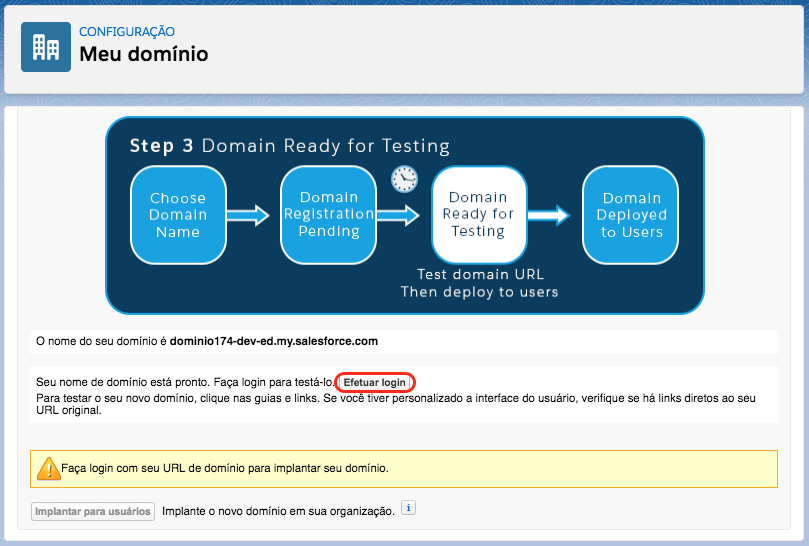 CONFIGURAÇÃO
Meu domínio
Step 3 Domain Ready for Testing
Choose
Domain
Name
Domain
Registration
Pending
Domain
Ready for
Testing
Domain
Deployed
to Users
Test domain URL
Then deploy to users
O nome do seu domínio é dominio174-dev-ed.my.salesforce.com
Seu nome de domínio está pronto. Faça login para testá-lo. Efetuar login
Para testar o seu novo domínio, clique nas guias e links. Se você tiver personalizado a interface do usuário, verifique se há links diretos ao seu
URL original.
Faça login com seu URL de domínio para implantar seu domínio.
Implantar para usuários Implante o novo domínio em sua organização. i